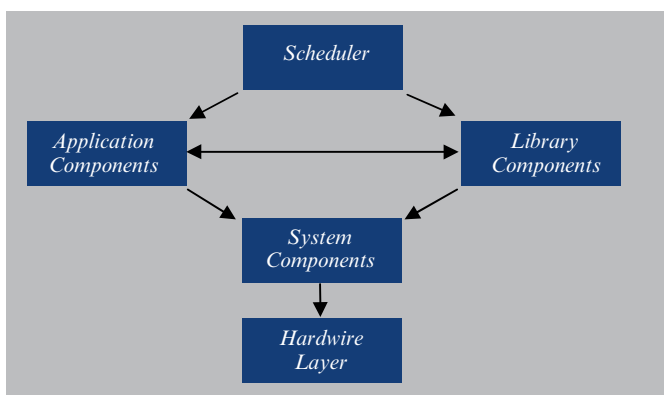 Scheduler
Application
Components
Library
Components
System
Components
Hardwire
Layer